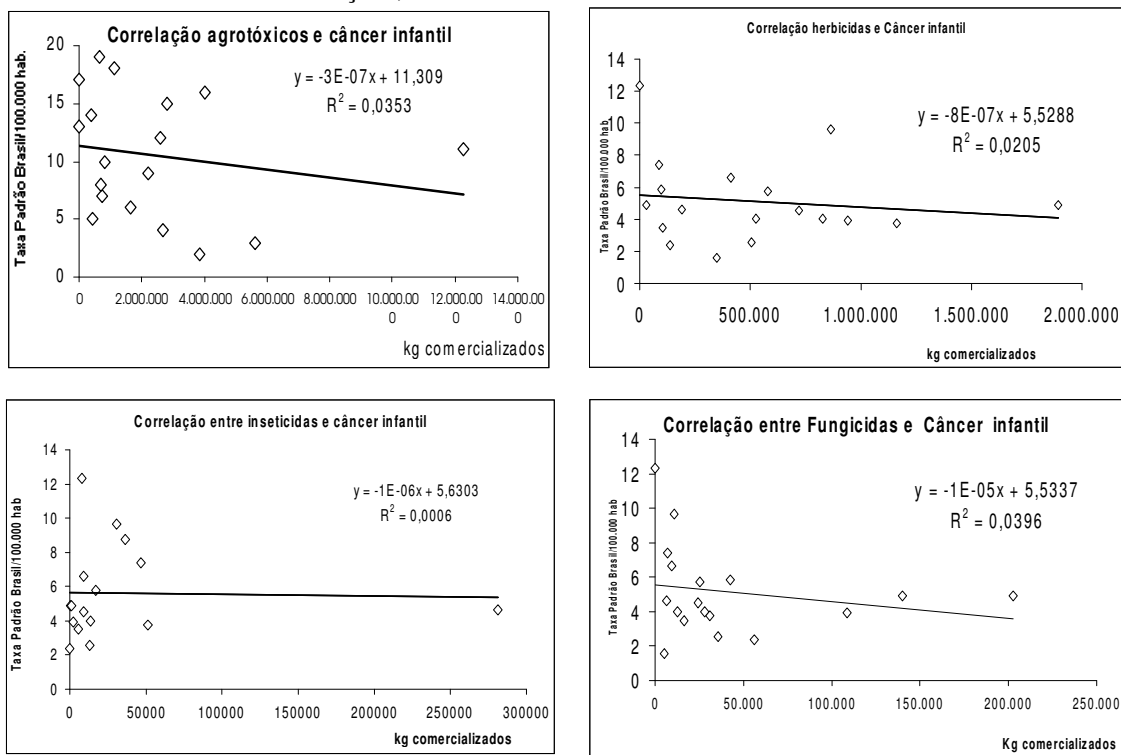 Correlação agrotóxicos e câncer infantil
y = -3E-07x + 11,309
R² = 0,0353
Taxa Padrão Brasil/100.000 hab.
20
15
10
5
0
0 2.000.000 4.000.000 6.000.000 8.000.000 10.000.00 12.000.00 14.000.00
0 0 0
kg comercializados
Correlação herbicidas e Câncer infantil
y = -8E-07x + 5,5288
R² = 0,0205
Taxa Padrão Brasil/100.000 hab.
14
12
10
8
6
4
2
0
0 500.000 1.000.000 1.500.000 2.000.000
kg comercializados
Correlação entre inseticidas e câncer infantil
y = -1E-06x + 5,6303
R² = 0,0006
Taxa Padrão Brasil/100.000 hab
14
12
10
8
6
4
2
0
0 50000 100000 150000 200000 250000 300000
kg comercializados
Correlação entre Fungicidas e Câncer infantil
y = -1E-05x + 5,5337
R² = 0,0396
Taxa Padrão Brasil/100.000 hab
14
12
10
8
6
4
2
0
0 50.000 100.000 150.000 200.000 250.000
Kg comercializados